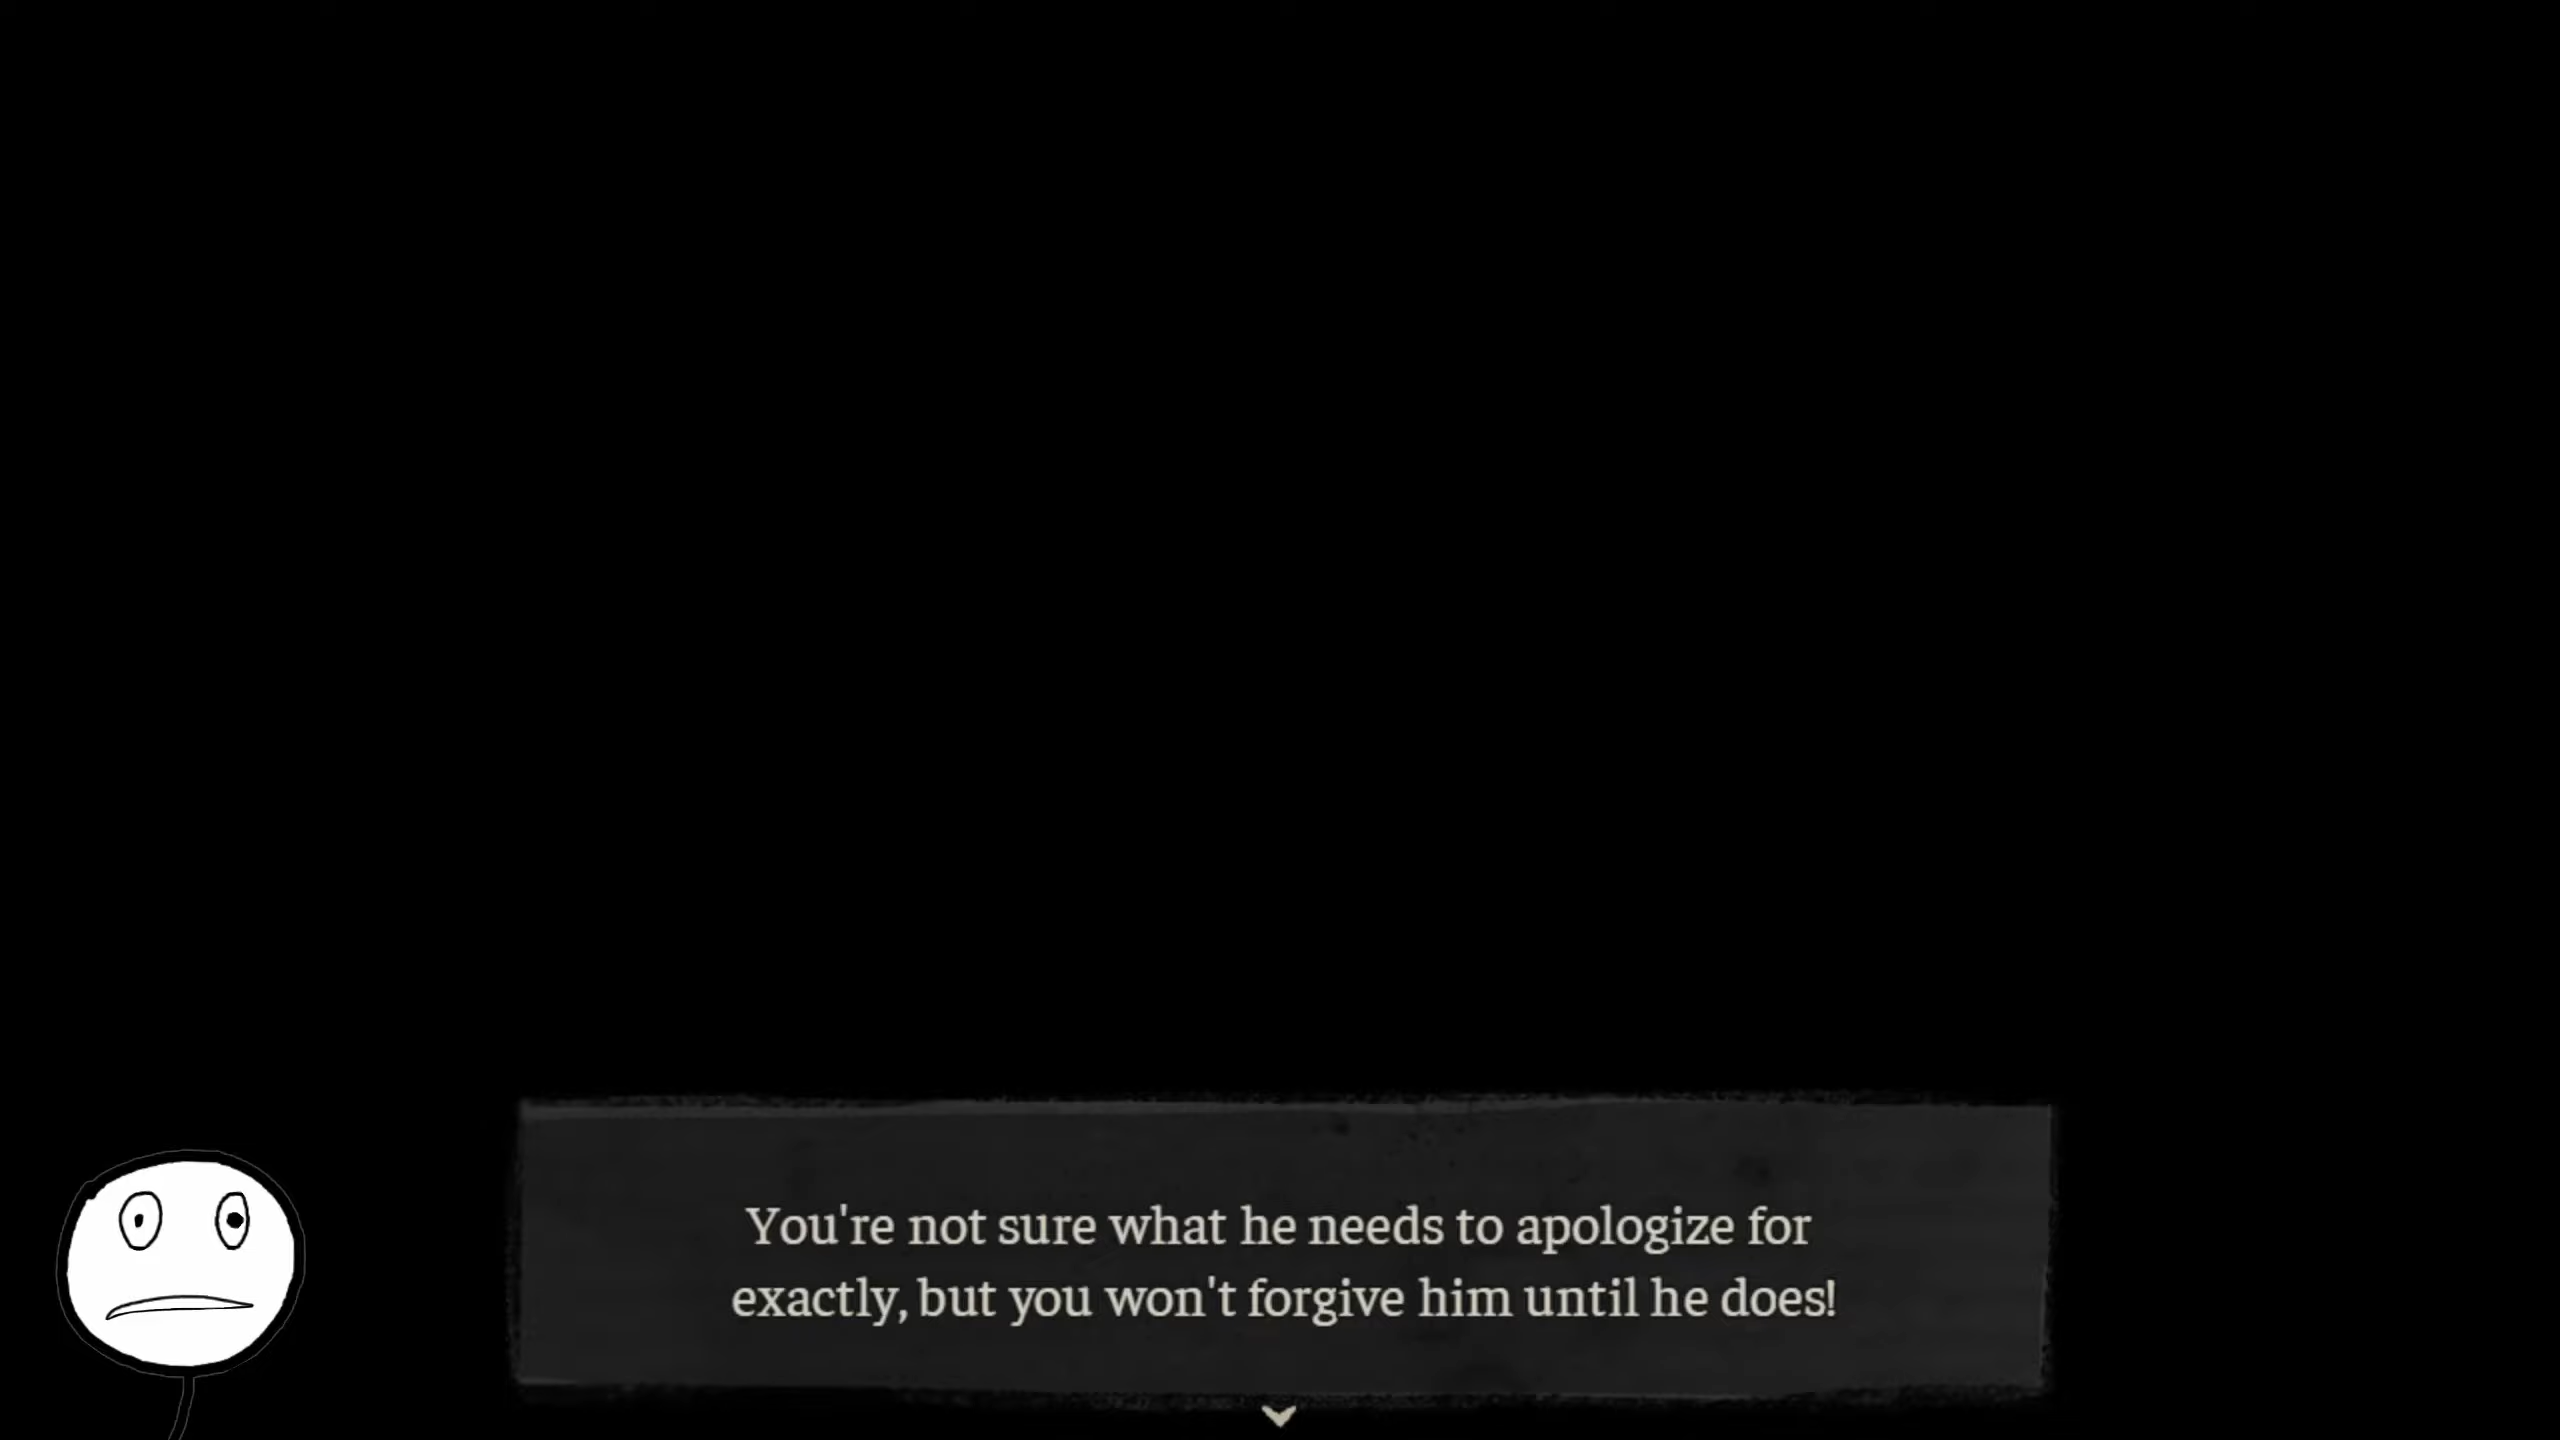 You're not sure what he needs to apologize for
exactly, but you won't forgive him until he does!